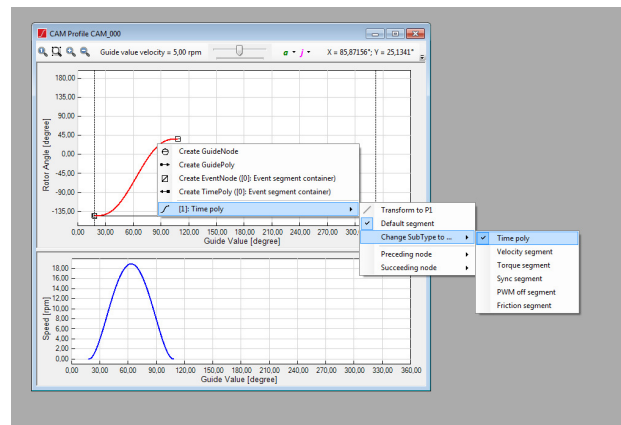 CAM Profile CAM_000
Guide value velocity = 5,00 rpm
a j X = 85,87156°; Y = 25,1341°
180,00
135,00
90,00
45,00
0,00
-45,00
-90,00
-135,00
Rotor Angle [degree]
0,00 30,00 60,00 90,00 120,00 150,00 180,00 210,00 240,00 270,00 300,
Guide Value [degree]
Create GuideNode
Create GuidePoly
Create EventNode ([0]: Event segment container)
Create TimePoly ([0]: Event segment container)
[1]: Time poly
Transform to P1
Default segment
Change SubType to ...
Preceding node
Succeeding node
Time poly
Velocity segment
Torque segment
Sync segment
PWM off segment
Friction segment
18,00
16,00
14,00
12,00
10,00
8,00
6,00
4,00
2,00
0,00
Speed [rpm]
0,00 30,00 60,00 90,00 120,00 150,00 180,00 210,00 240,00 270,00 300,00 330,00 360,00
Guide Value [degree]